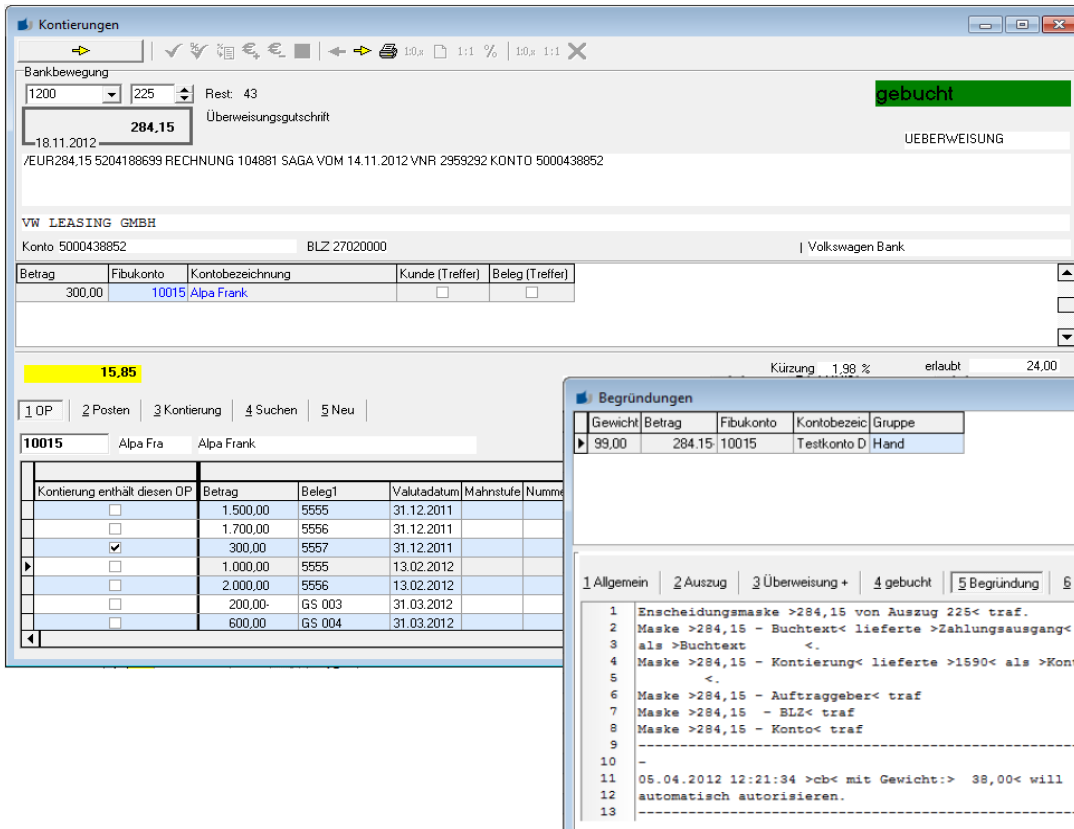 Kontierungen
1:0,x 1:1 % 1:0,x 1:1
Bankbewegung
1200 225 Rest: 43 gebucht
284,15 Überweisungsgutschrift
18.11.2012 UEBERWEISUNG
/EUR284,15 5204188699 RECHNUNG 104881 SAGA VOM 14.11.2012 VNR 2959292 KONTO 5000438852
VW LEASING GMBH
Konto 5000438852 BLZ 27020000 | Volkswagen Bank
Betrag Fibukonto Kontobezeichnung Kunde (Treffer) Beleg (Treffer)
300,00 10015 Alpa Frank
15,85 Kürzung 1,98 % erlaubt 24,00
1 OP 2 Posten 3 Kontierung 4 Suchen 5 Neu
10015 Alpa Fra Alpa Frank
Kontierung enthält diesen OP Betrag Beleg1 Valutadatum Mahnstufe Numme
1.500,00 5555 31.12.2011
1.700,00 5556 31.12.2011
300,00 5557 31.12.2011
1.000,00 5555 13.02.2012
2.000,00 5556 13.02.2012
200,00- GS 003 31.03.2012
600,00 GS 004 31.03.2012
Begründungen
Gewicht Betrag Fibukonto Kontobezeic Gruppe
99,00 284.15- 10015 Testkonto D Hand
1 Allgemein 2 Auszug 3 Überweisung + 4 gebucht 5 Begründung 6
1 Enscheidungsmaske >284,15 von Auszug 225< traf.
2 Maske >284,15 - Buchtext< lieferte >Zahlungsausgang<
3 als >Buchtext <.
4 Maske >284,15 - Kontierung< lieferte >1590< als >Kon
5 <.
6 Maske >284,15 - Auftraggeber< traf
7 Maske >284,15 - BLZ< traf
8 Maske >284,15 - Konto< traf
9 ------------------------------------------------------
10 -
11 05.04.2012 12:21:34 >cb< mit Gewicht:> 38,00< will
12 automatisch autorisieren.
13 ------------------------------------------------------